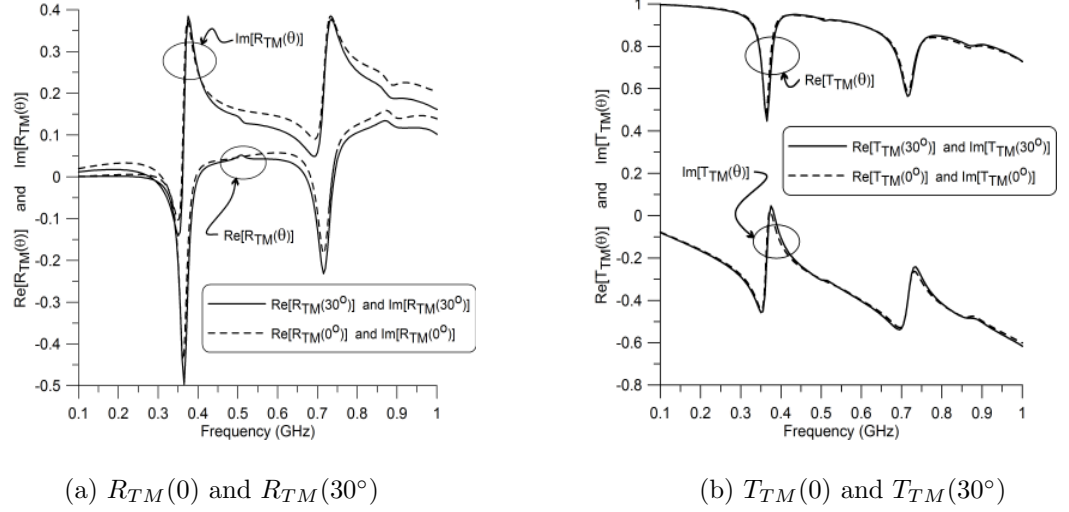 0.4
0.3
0.2
0.1
0
-0.1
-0.2
-0.3
-0.4
-0.5
Re[R_TM(θ)] and Im[R_TM(θ)]
Im[R_TM(θ)]
Re[R_TM(θ)]
Re[R_TM(30°)] and Im[R_TM(30°)]
Re[R_TM(0°)] and Im[R_TM(0°)]
0.1 0.2 0.3 0.4 0.5 0.6 0.7 0.8 0.9 1
Frequency (GHz)
(a) R_TM(0) and R_TM(30°)
1
0.8
0.6
0.4
0.2
0
-0.2
-0.4
-0.6
-0.8
Re[T_TM(θ)] and Im[T_TM(θ)]
Re[T_TM(θ)]
Re[T_TM(30°)] and Im[T_TM(30°)]
Re[T_TM(0°)] and Im[T_TM(0°)]
Im[T_TM(θ)]
0.1 0.2 0.3 0.4 0.5 0.6 0.7 0.8 0.9 1
Frequency (GHz)
(b) T_TM(0) and T_TM(30°)